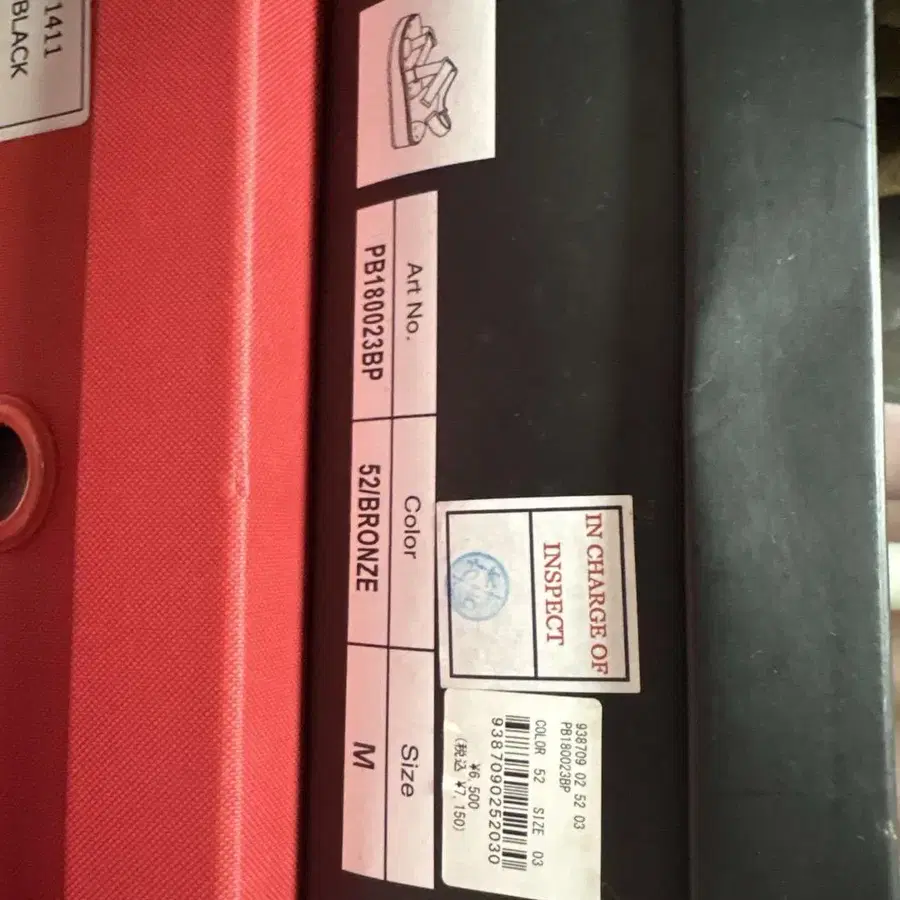 1411
BLACK
Art No.
Color
Size
PB180023BP
52/BRONZE
M
IN CHARGE OF
INSPECT
938709 02 52 03
PB180023BP
COLOR 52 SIZE 03
9387090252030
¥6,500
(税込 ¥7,150)